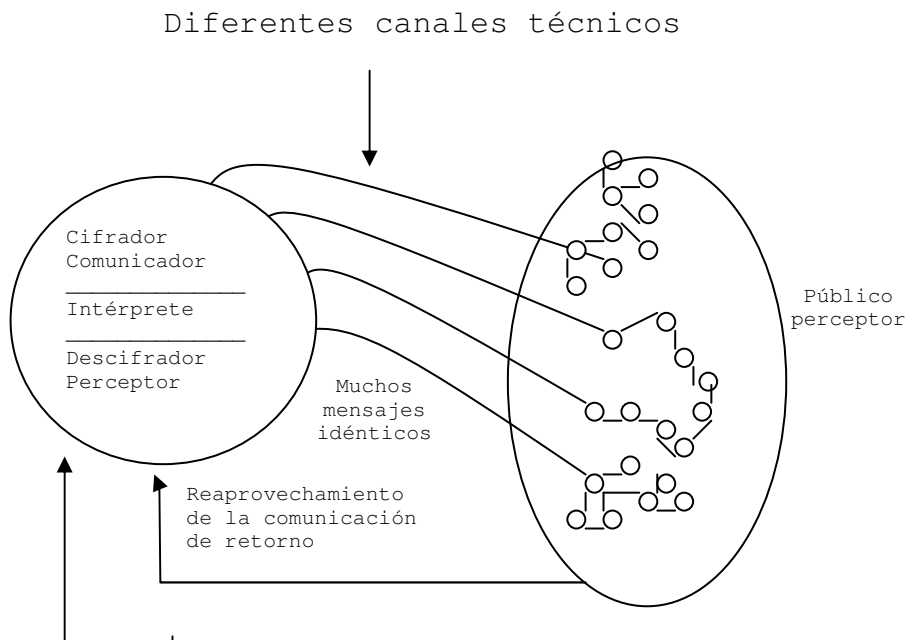 Diferentes canales técnicos
Cifrador
Comunicador
Intérprete
Descifrador
Perceptor
Muchos
mensajes
idénticos
Público
perceptor
Reaprovechamiento
de la comunicación
de retorno